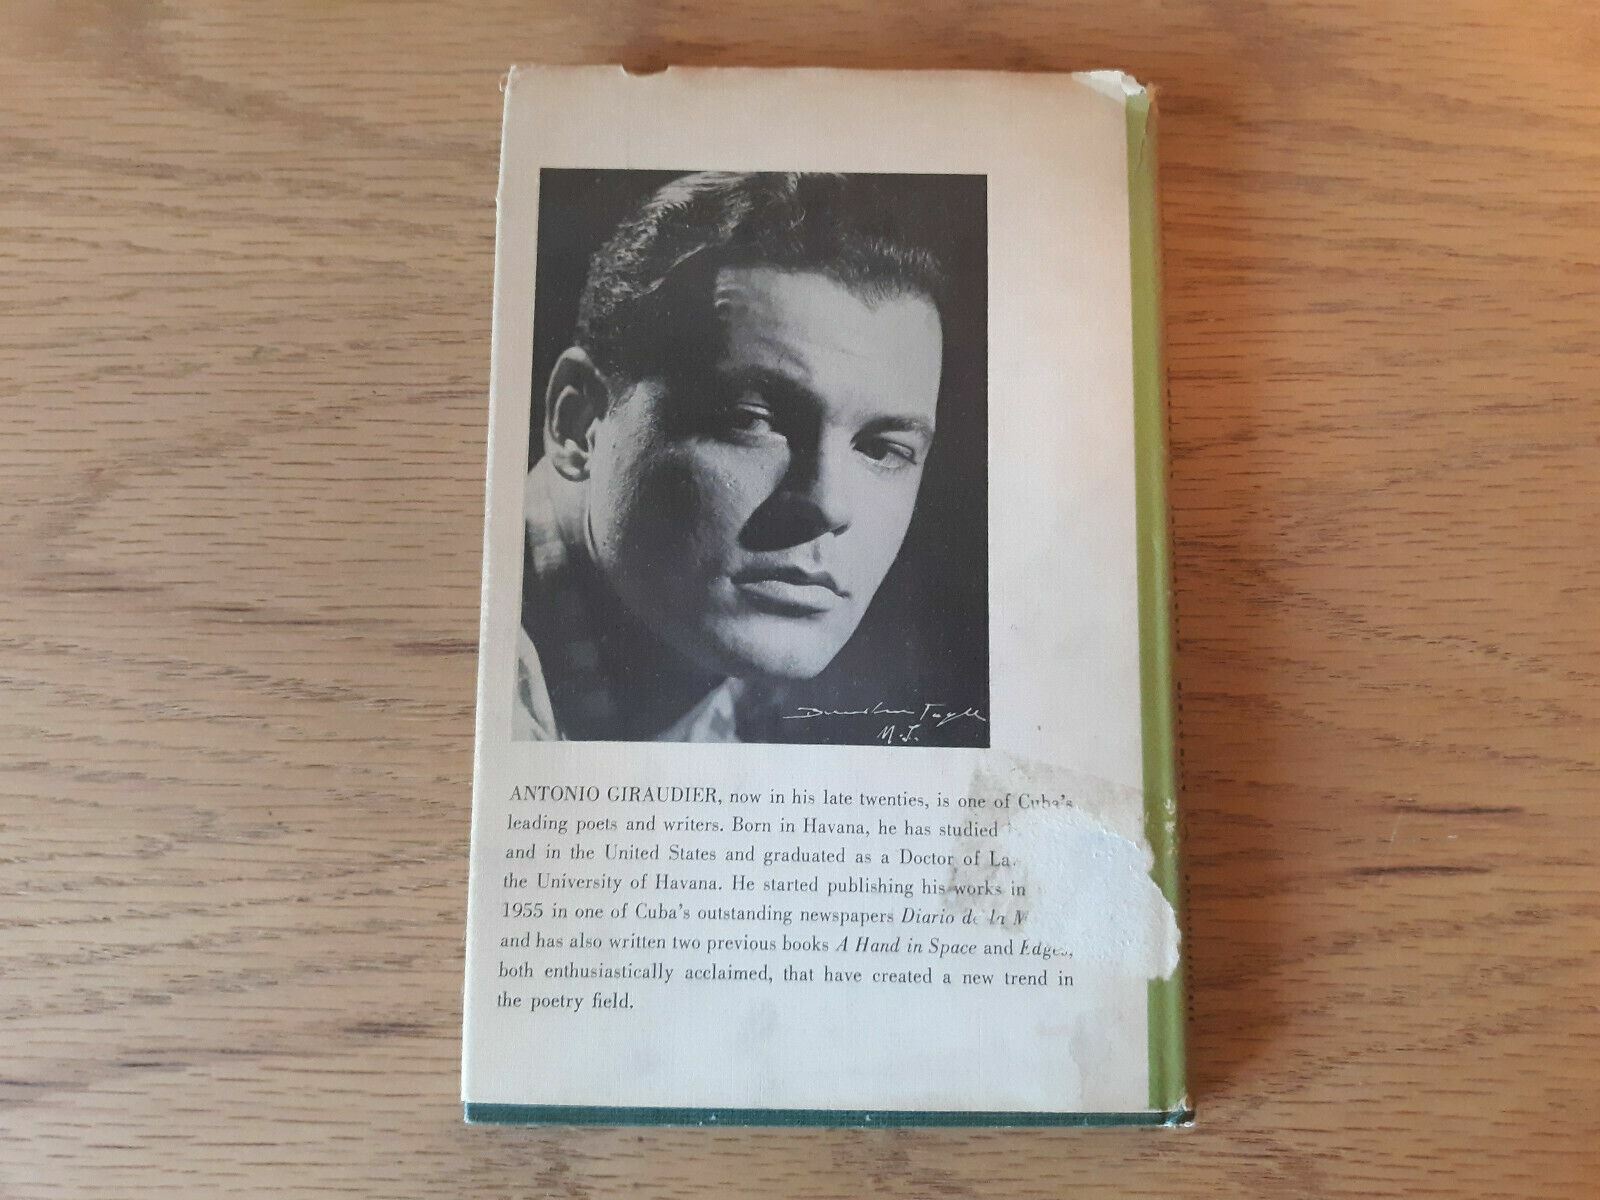 M.J.
ANTONIO GIRAUDIER, now in his late twenties, is one of Cuba's
leading poets and writers. Born in Havana, he has studied
and in the United States and graduated as a Doctor of
the University of Havana. He started publishing his works in
1955 in one of Cuba's outstanding newspapers Diario de la
and has also written two previous books A Hand in Space and Edges,
both enthusiastically acclaimed, that have created a new trend in
the poetry field.